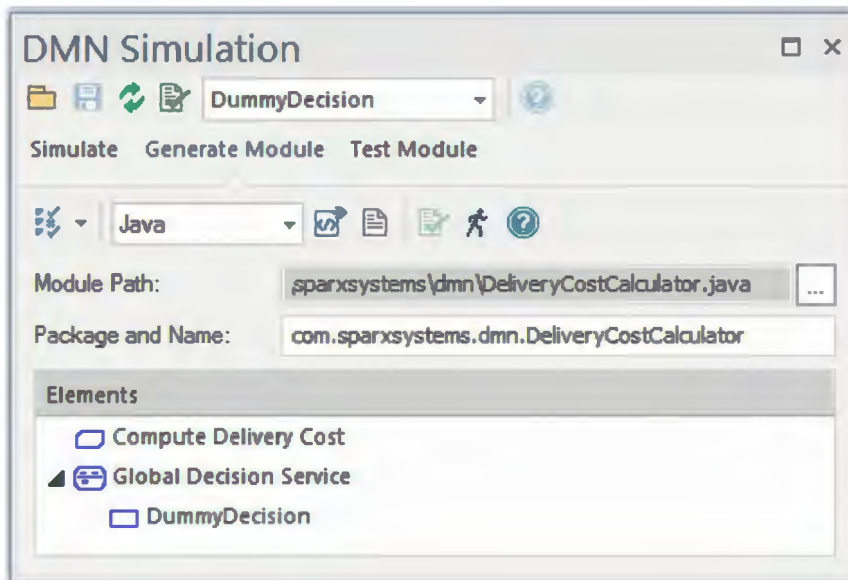 DMN Simulation
DummyDecision
Simulate Generate Module Test Module
Java
Module Path: sparxsystems\dmn\DeliveryCostCalculator.java ...
Package and Name: com.sparxsystems.dmn.DeliveryCostCalculator
Elements
Compute Delivery Cost
Global Decision Service
DummyDecision